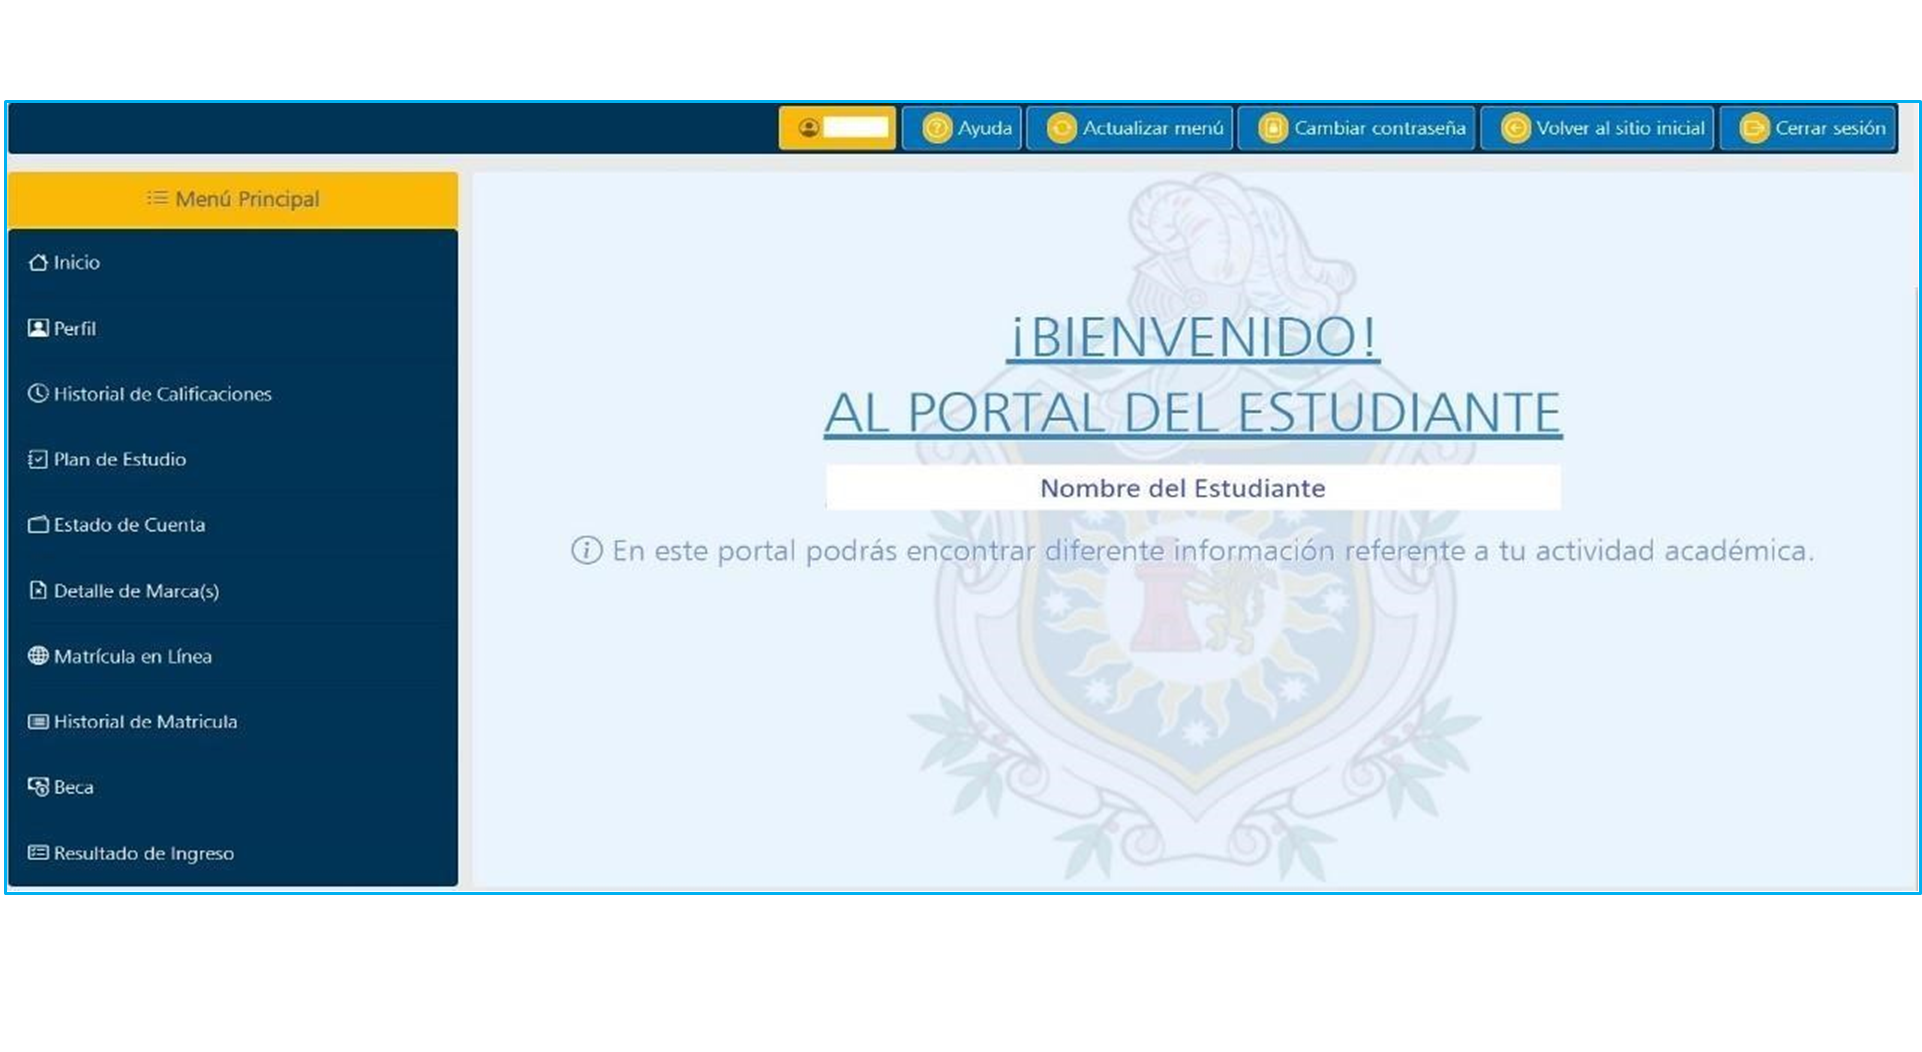 Ayuda
Actualizar menú
Cambiar contraseña
Volver al sitio inicial
Cerrar sesión
Menú Principal
Inicio
Perfil
Historial de Calificaciones
Plan de Estudio
Estado de Cuenta
Detalle de Marca(s)
Matrícula en Línea
Historial de Matricula
Beca
Resultado de Ingreso
¡BIENVENIDO!
AL PORTAL DEL ESTUDIANTE
Nombre del Estudiante
En este portal podrás encontrar diferente información referente a tu actividad académica.